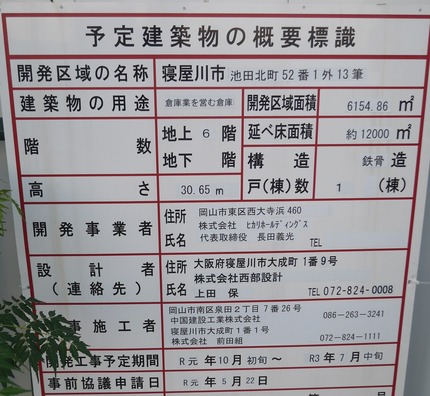 予定建築物の概要標識
開発区域の名称 寝屋川市 池田北町52番1外13筆
建築物の用途 倉庫業を営む倉庫 開発区域面積 6154.86 ㎡
階数 地上 6 階 延べ床面積 約12000 ㎡
地下 階 構造 鉄骨 造
高さ 30.65 m 戸(棟)数 1 (棟)
開発事業者 住所 岡山市東区西大寺浜460
株式会社 ヒカリホールディングス
氏名 代表取締役 長田義光 TEL
設計者 住所 大阪府寝屋川市大成町1番9号
(連絡先) 株式会社西部設計
氏名 上田 保 TEL 072-824-0008
事施工者 岡山市南区泉田2丁目7番26号 086-263-3241
中国建設工業株式会社
寝屋川市大成町1番1号
株式会社 前田組 072-824-1111
開発工事予定期間 R元 年10月 初旬 ～ R3 年 7 月 中旬
事前協議申請日 R元 年 5 月 22 日